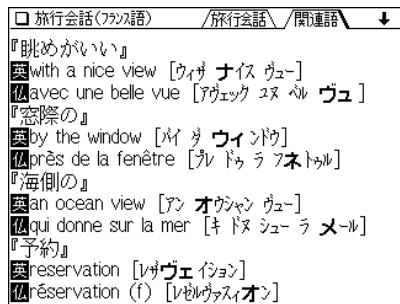 旅行会話(フランス語) 旅行会話 関連語 ↓
『眺めがいい』
英with a nice view [ウィザ ナイス ヴュー]
仏avec une belle vue [アヴェック ユヌ ベル ヴュ]
『窓際の』
英by the window [バイ ダ ウィンドウ]
仏près de la fenêtre [プレ ドゥ ラ フネトゥル]
『海側の』
英an ocean view [アン オウシャン ヴュー]
仏qui donne sur la mer [キ ドヌ シュー ラ メール]
『予約』
英reservation [レザヴェイション]
仏réservation (f) [レゼルヴァスィオン]